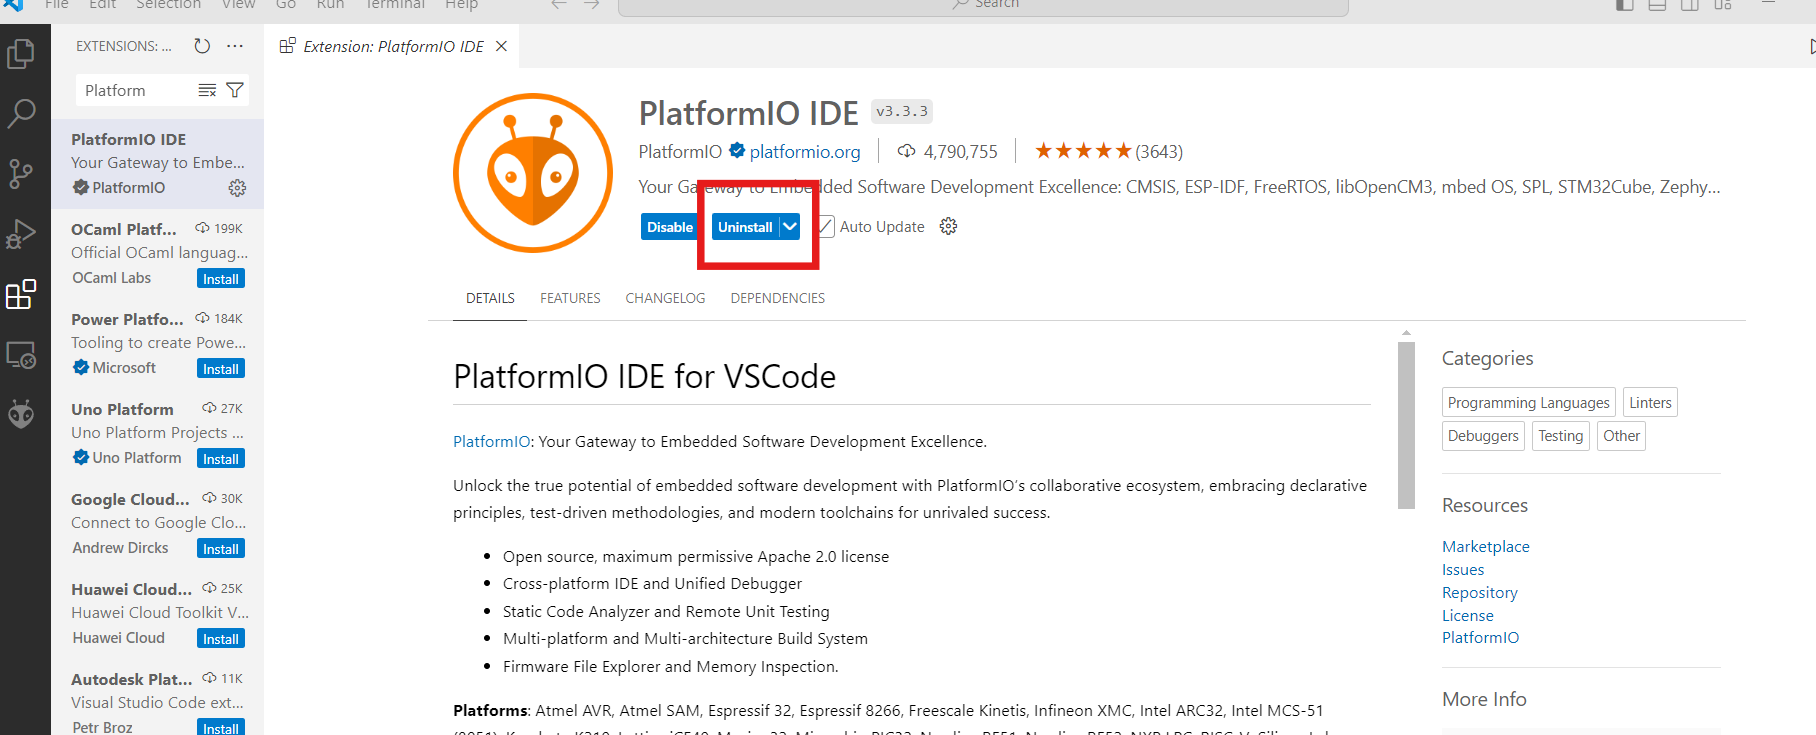 File Edit Selection View Go Run Terminal Help
Search
EXTENSIONS: ...
Extension: PlatformIO IDE
Platform
PlatformIO IDE
Your Gateway to Embe...
PlatformIO
OCaml Platf... 199K
Official OCaml languag...
OCaml Labs Install
Power Platfo... 184K
Tooling to create Powe...
Microsoft Install
Uno Platform 27K
Uno Platform Projects ...
Uno Platform Install
Google Cloud... 30K
Connect to Google Clo...
Andrew Dircks Install
Huawei Cloud... 25K
Huawei Cloud Toolkit V...
Huawei Cloud Install
Autodesk Plat... 11K
Visual Studio Code ext...
Petr Broz Install
PlatformIO IDE v3.3.3
PlatformIO platformio.org 4,790,755 (3643)
Your Gateway to Embedded Software Development Excellence: CMSIS, ESP-IDF, FreeRTOS, libOpenCM3, mbed OS, SPL, STM32Cube, Zephy...
Disable Uninstall Auto Update
DETAILS FEATURES CHANGELOG DEPENDENCIES
PlatformIO IDE for VSCode
PlatformIO: Your Gateway to Embedded Software Development Excellence.
Unlock the true potential of embedded software development with PlatformIO’s collaborative ecosystem, embracing declarative
principles, test-driven methodologies, and modern toolchains for unrivaled success.
Open source, maximum permissive Apache 2.0 license
Cross-platform IDE and Unified Debugger
Static Code Analyzer and Remote Unit Testing
Multi-platform and Multi-architecture Build System
Firmware File Explorer and Memory Inspection.
Platforms: Atmel AVR, Atmel SAM, Espressif 32, Espressif 8266, Freescale Kinetis, Infineon XMC, Intel ARC32, Intel MCS-51
Categories
Programming Languages Linters
Debuggers Testing Other
Resources
Marketplace
Issues
Repository
License
PlatformIO
More Info